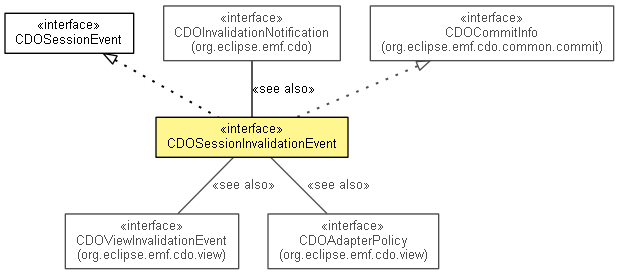 «interface»
CDOSessionEvent
«interface»
CDOInvalidationNotification
(org.eclipse.emf.cdo)
«interface»
CDOCommitInfo
(org.eclipse.emf.cdo.common.commit)
«see also»
«interface»
CDOSessionInvalidationEvent
«see also»
«see also»
«interface»
CDOViewInvalidationEvent
(org.eclipse.emf.cdo.view)
«interface»
CDOAdapterPolicy
(org.eclipse.emf.cdo.view)